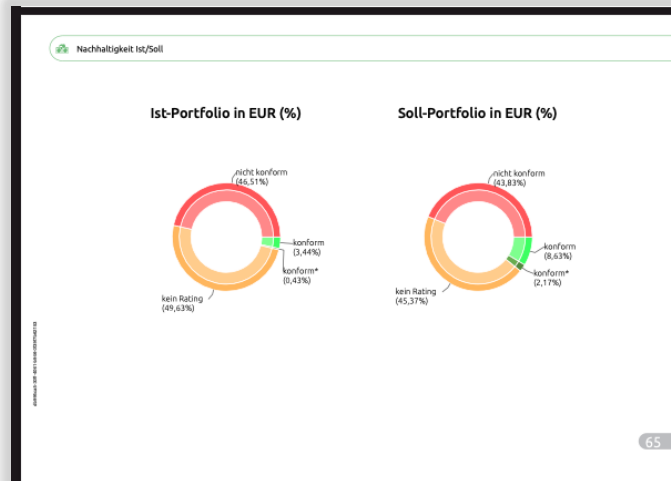 Nachhaltigkeit Ist/Soll
Ist-Portfolio in EUR (%)
Soll-Portfolio in EUR (%)
nicht konform
(46,51%)
konform
(3,44%)
konform*
(0,43%)
kein Rating
(49,63%)
nicht konform
(43,83%)
konform
(8,63%)
konform*
(2,17%)
kein Rating
(45,37%)
65